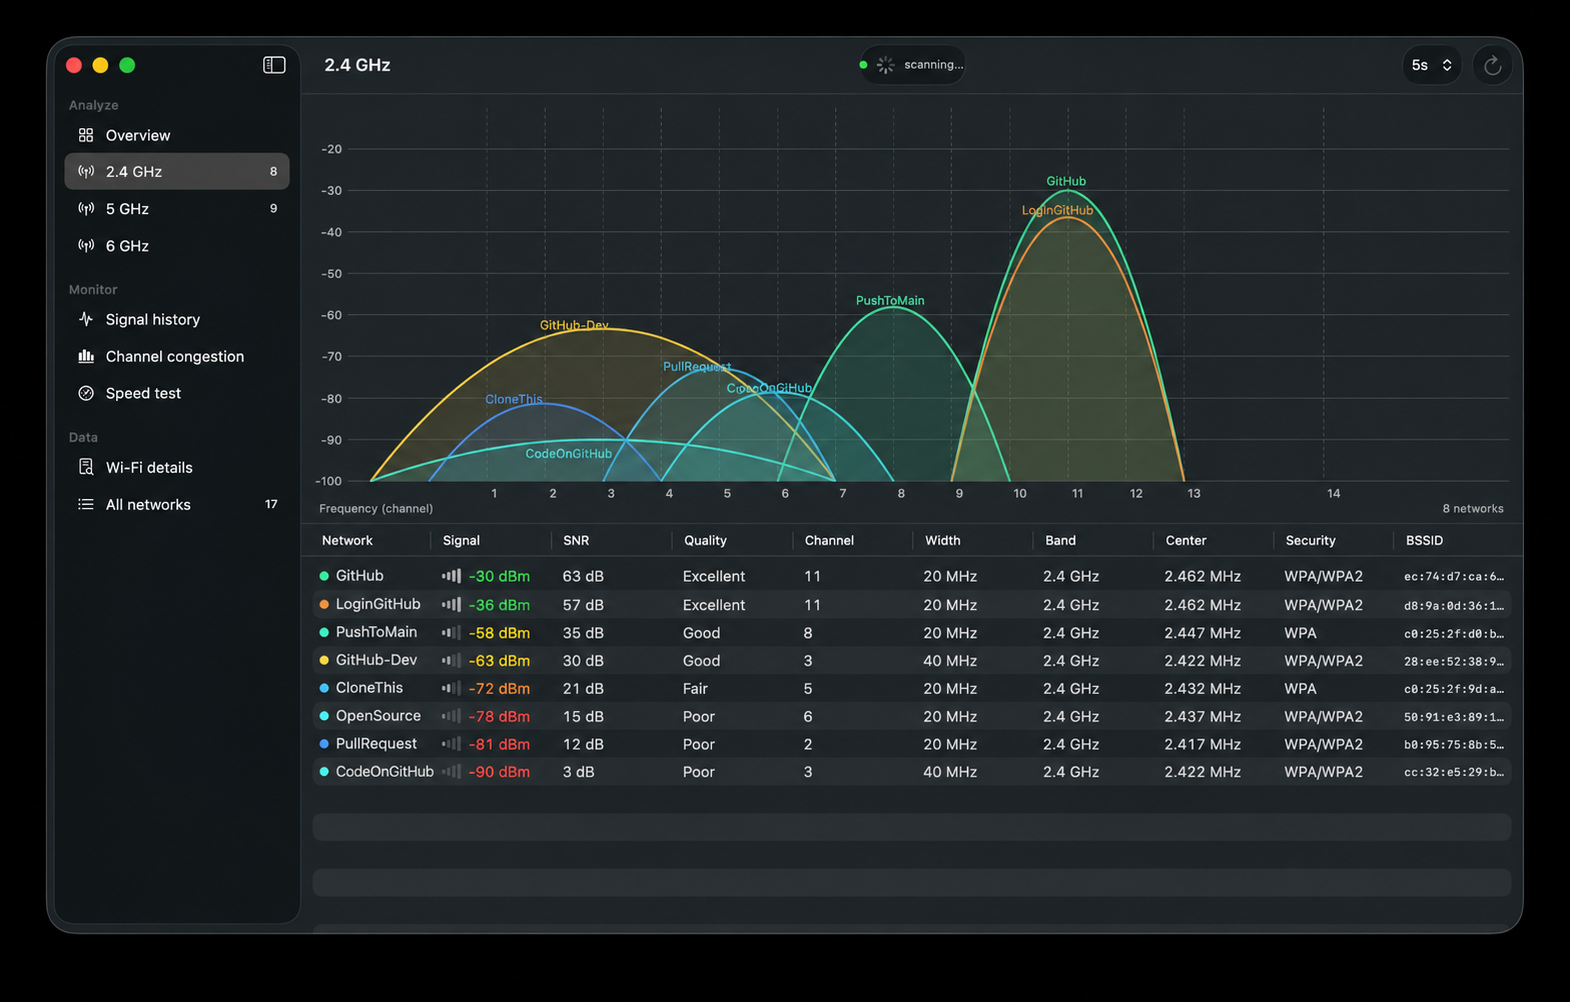 2.4 GHz
scanning...
5s
Analyze
Overview
2.4 GHz 8
5 GHz 9
6 GHz
Monitor
Signal history
Channel congestion
Speed test
Data
Wi-Fi details
All networks 17
-20
-30
-40
-50
-60
-70
-80
-90
-100
GitHub
LoginGitHub
PushToMain
GitHub-Dev
PullRequest
CloneThis
CodeOnGitHub
1 2 3 4 5 6 7 8 9 10 11 12 13 14
Frequency (channel) 8 networks
Network Signal SNR Quality Channel Width Band Center Security BSSID
GitHub -30 dBm 63 dB Excellent 11 20 MHz 2.4 GHz 2.462 MHz WPA/WPA2 ec:74:d7:ca:6…
LoginGitHub -36 dBm 57 dB Excellent 11 20 MHz 2.4 GHz 2.462 MHz WPA/WPA2 d8:9a:0d:36:1…
PushToMain -58 dBm 35 dB Good 8 20 MHz 2.4 GHz 2.447 MHz WPA c0:25:2f:d0:b…
GitHub-Dev -63 dBm 30 dB Good 3 40 MHz 2.4 GHz 2.422 MHz WPA/WPA2 28:ee:52:38:9…
CloneThis -72 dBm 21 dB Fair 5 20 MHz 2.4 GHz 2.432 MHz WPA c0:25:2f:9d:a…
OpenSource -78 dBm 15 dB Poor 6 20 MHz 2.4 GHz 2.437 MHz WPA/WPA2 50:91:e3:89:1…
PullRequest -81 dBm 12 dB Poor 2 20 MHz 2.4 GHz 2.417 MHz WPA/WPA2 b0:95:75:8b:5…
CodeOnGitHub -90 dBm 3 dB Poor 3 40 MHz 2.4 GHz 2.422 MHz WPA/WPA2 cc:32:e5:29:b…